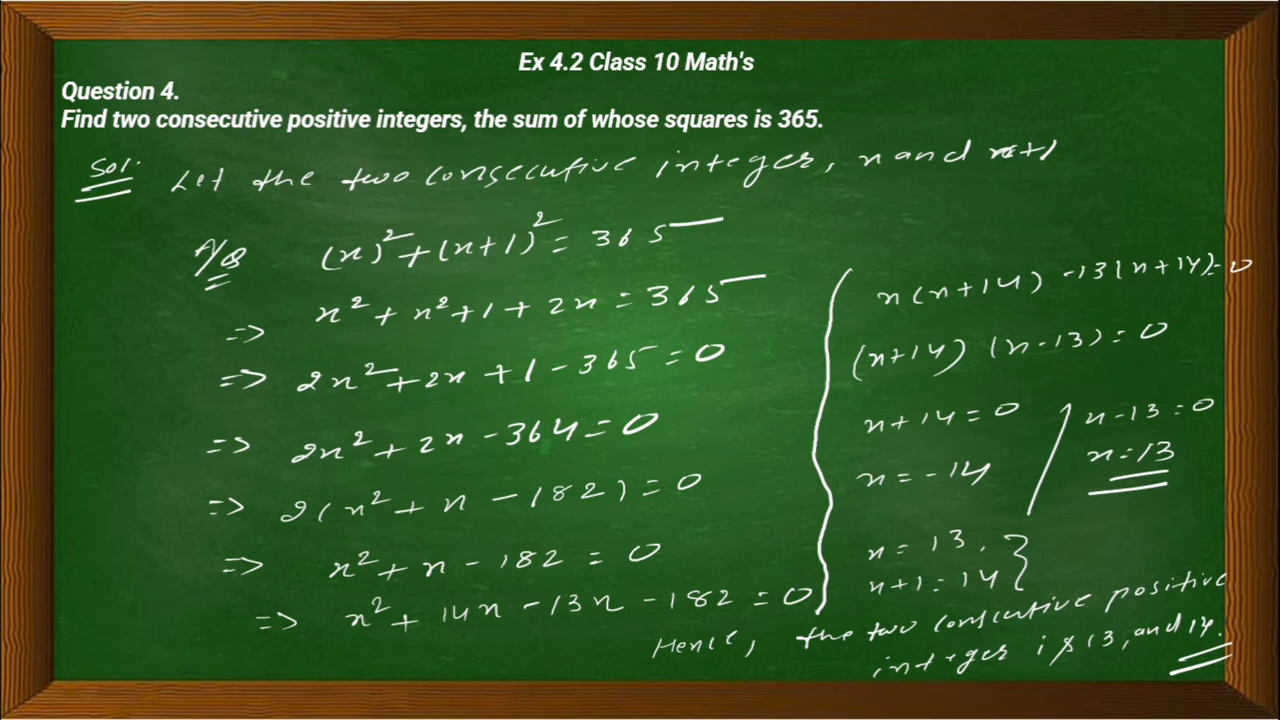 Ex 4.2 Class 10 Math's
Question 4.
Find two consecutive positive integers, the sum of whose squares is 365.
Sol: Let the two consecutive integer, x and x+1
A/Q (x)² + (x+1)² = 365
=> x² + x² + 1 + 2x = 365
=> 2x² + 2x + 1 - 365 = 0
=> 2x² + 2x - 364 = 0
=> 2(x² + x - 182) = 0
=> x² + x - 182 = 0
=> x² + 14x - 13x - 182 = 0
x(x+14) -13(x+14) = 0
(x+14) (x-13) = 0
x+14 = 0 / x-13 = 0
x = -14 x = 13
x = 13,
x+1 = 14 }
Hence, the two consecutive positive
integer is 13, and 14.